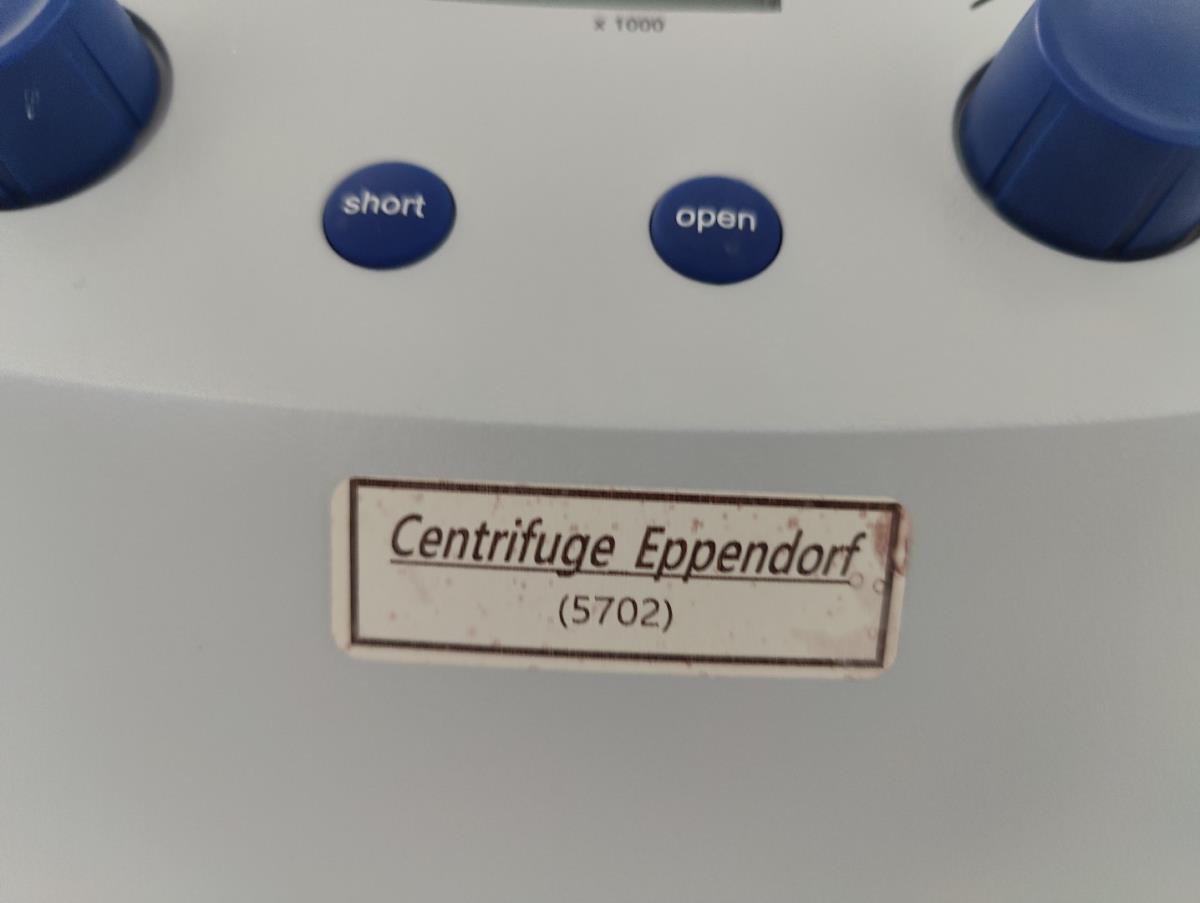 x 1000
short
open
Centrifuge Eppendorf
(5702)